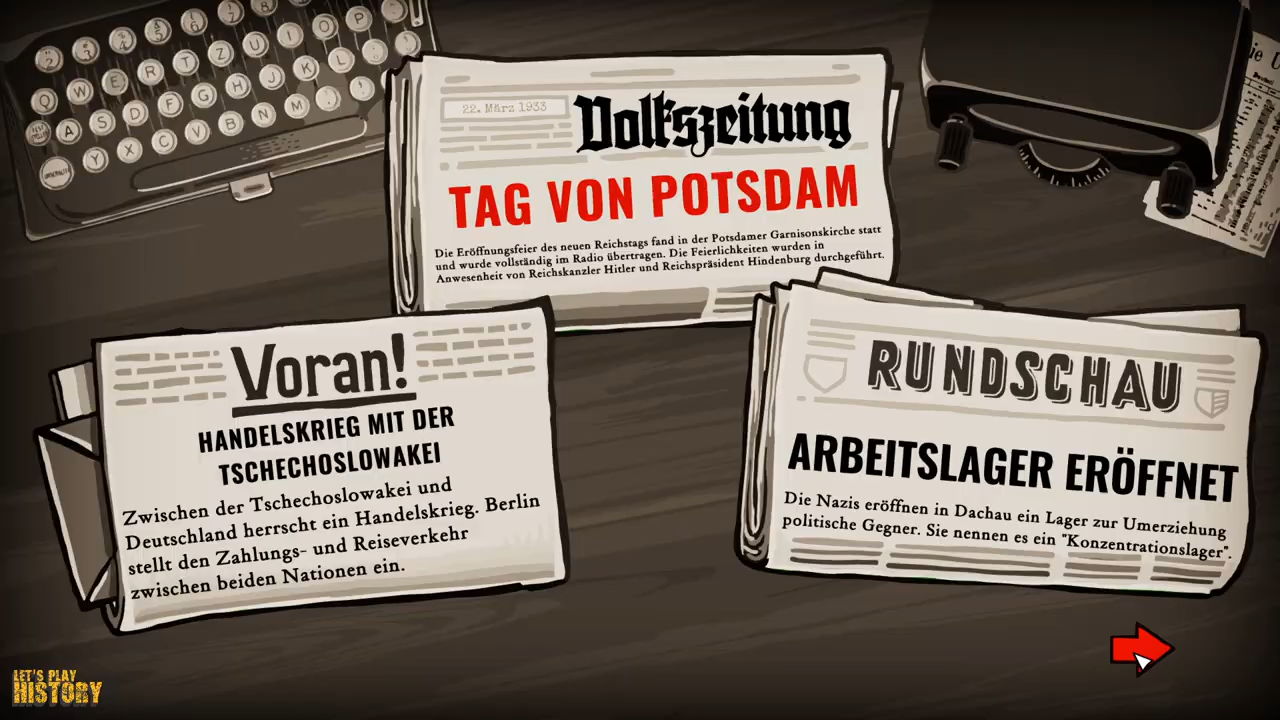 22. März 1933
Volkszeitung
TAG VON POTSDAM
Die Eröffnungsfeier des neuen Reichstags fand in der Potsdamer Garnisonskirche statt
und wurde vollständig im Radio übertragen. Die Feierlichkeiten wurden in
Anwesenheit von Reichskanzler Hitler und Reichspräsident Hindenburg durchgeführt.
Voran!
HANDELSKRIEG MIT DER
TSCHECHOSLOWAKEI
Zwischen der Tschechoslowakei und
Deutschland herrscht ein Handelskrieg. Berlin
stellt den Zahlungs- und Reiseverkehr
zwischen beiden Nationen ein.
RUNDSCHAU
ARBEITSLAGER ERÖFFNET
Die Nazis eröffnen in Dachau ein Lager zur Umerziehung
politische Gegner. Sie nennen es ein "Konzentrationslager".
LET'S PLAY
HISTORY